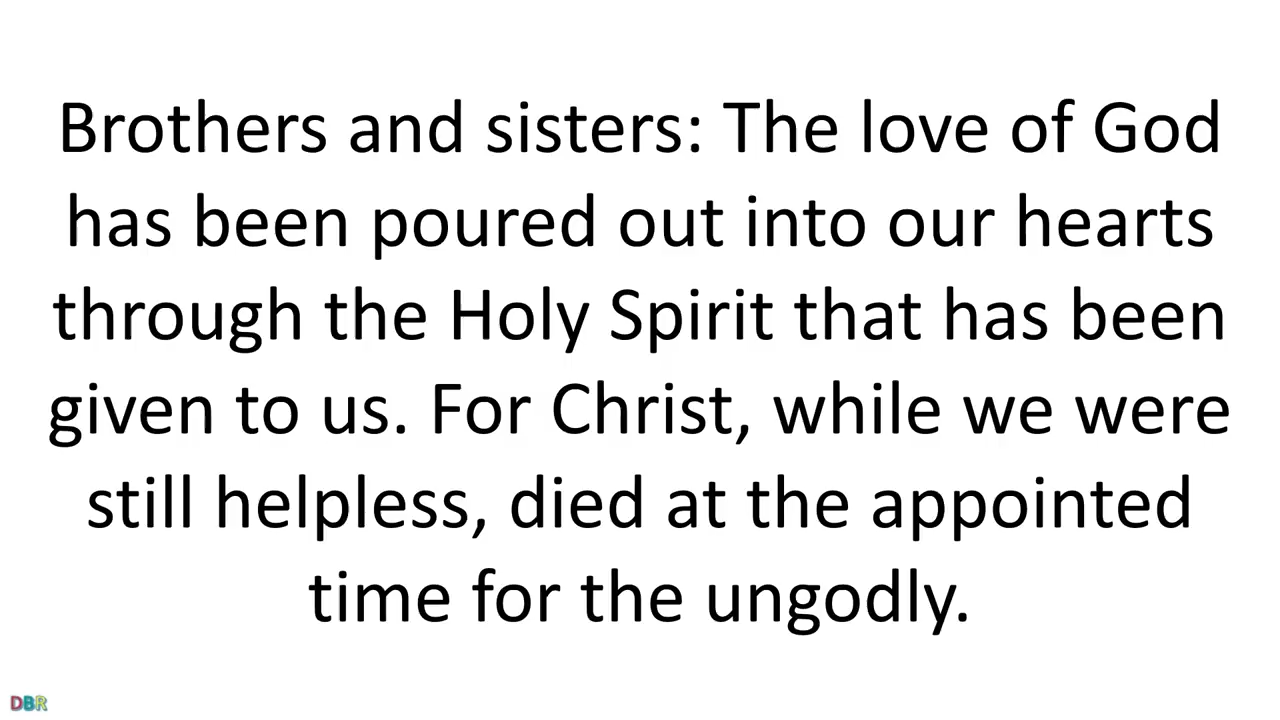 Brothers and sisters: The love of God
has been poured out into our hearts
through the Holy Spirit that has been
given to us. For Christ, while we were
still helpless, died at the appointed
time for the ungodly.
DBR